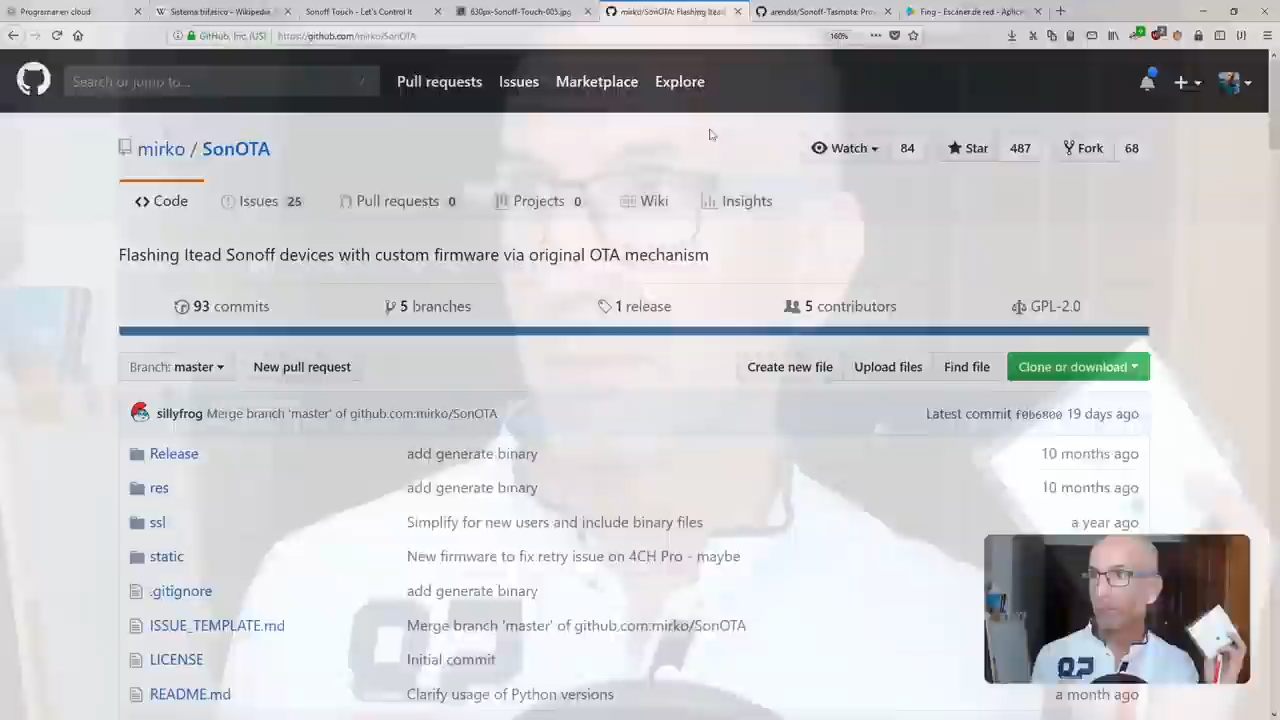 Programar en cloud
Sistema trifásico - Wikipedia
Sonoff Touch - Let's Control It
630px-Sonoff-Touch-005.jpg
mirko/SonOTA: Flashing Itead
arendst/Sonoff-Tasmota: Pro
Fing - Escáner de red - Aplic
GitHub, Inc. (US)
https://github.com/mirko/SonOTA
160%
Search or jump to...
/
Pull requests
Issues
Marketplace
Explore
mirko / SonOTA
Watch
84
Star
487
Fork
68
Code
Issues 25
Pull requests 0
Projects 0
Wiki
Insights
Flashing Itead Sonoff devices with custom firmware via original OTA mechanism
93 commits
5 branches
1 release
5 contributors
GPL-2.0
Branch: master
New pull request
Create new file
Upload files
Find file
Clone or download
sillyfrog Merge branch 'master' of github.com:mirko/SonOTA
Latest commit f0b6800 19 days ago
Release
add generate binary
10 months ago
res
add generate binary
10 months ago
ssl
Simplify for new users and include binary files
a year ago
static
New firmware to fix retry issue on 4CH Pro - maybe
.gitignore
add generate binary
ISSUE_TEMPLATE.md
Merge branch 'master' of github.com:mirko/SonOTA
LICENSE
Initial commit
README.md
Clarify usage of Python versions
a month ago